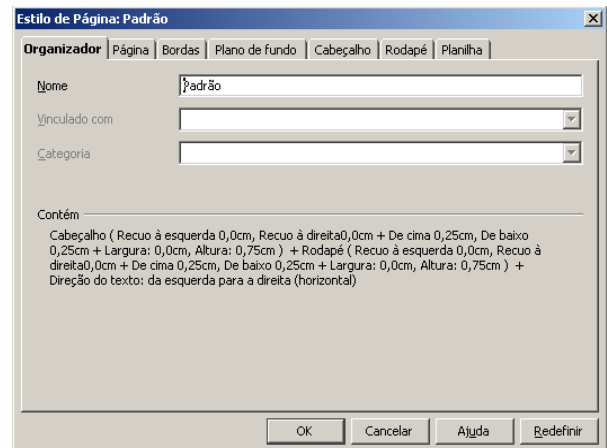 Estilo de Página: Padrão
Organizador Página Bordas Plano de fundo Cabeçalho Rodapé Planilha
Nome Padrão
Vinculado com
Categoria
Contém
Cabeçalho ( Recuo à esquerda 0,0cm, Recuo à direita0,0cm + De cima 0,25cm, De baixo
0,25cm + Largura: 0,0cm, Altura: 0,75cm ) + Rodapé ( Recuo à esquerda 0,0cm, Recuo à
direita0,0cm + De cima 0,25cm, De baixo 0,25cm + Largura: 0,0cm, Altura: 0,75cm ) +
Direção do texto: da esquerda para a direita (horizontal)
OK Cancelar Ajuda Redefinir